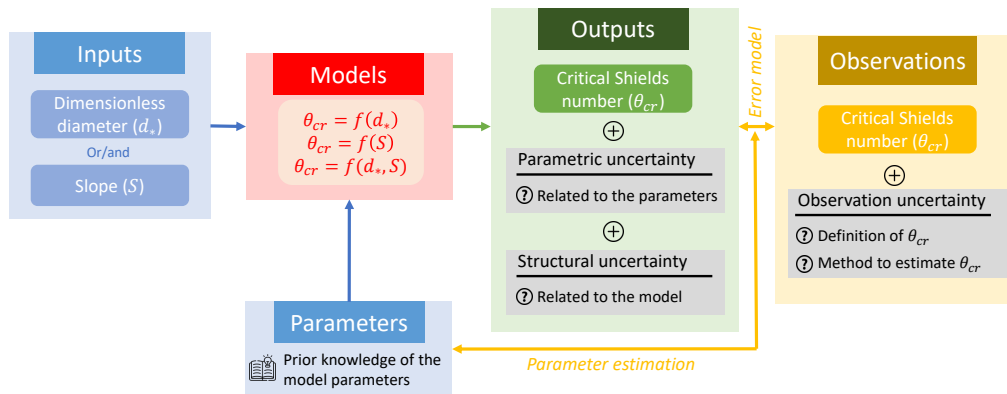 Inputs
Dimensionless
diameter (d*)
Or/and
Slope (S)
Models
θcr = f(d*)
θcr = f(S)
θcr = f(d*, S)
Parameters
Prior knowledge of the
model parameters
Outputs
Critical Shields
number (θcr)
+
Parametric uncertainty
? Related to the parameters
+
Structural uncertainty
? Related to the model
Error model
Parameter estimation
Observations
Critical Shields
number (θcr)
+
Observation uncertainty
? Definition of θcr
? Method to estimate θcr